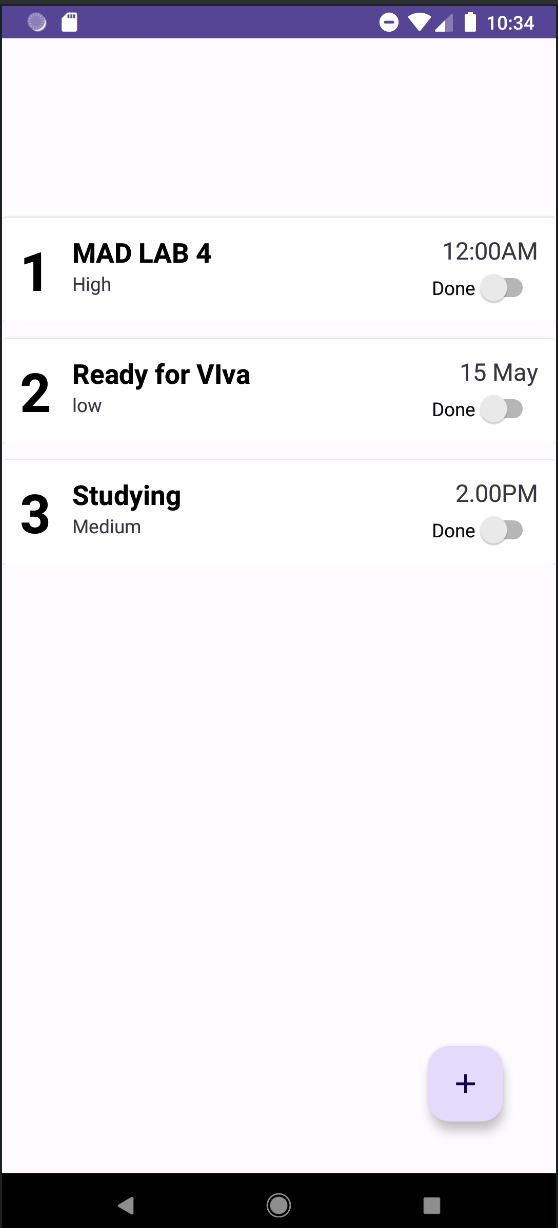 10:34
1
MAD LAB 4
12:00AM
High
Done
2
Ready for VIva
15 May
low
Done
3
Studying
2.00PM
Medium
Done
+